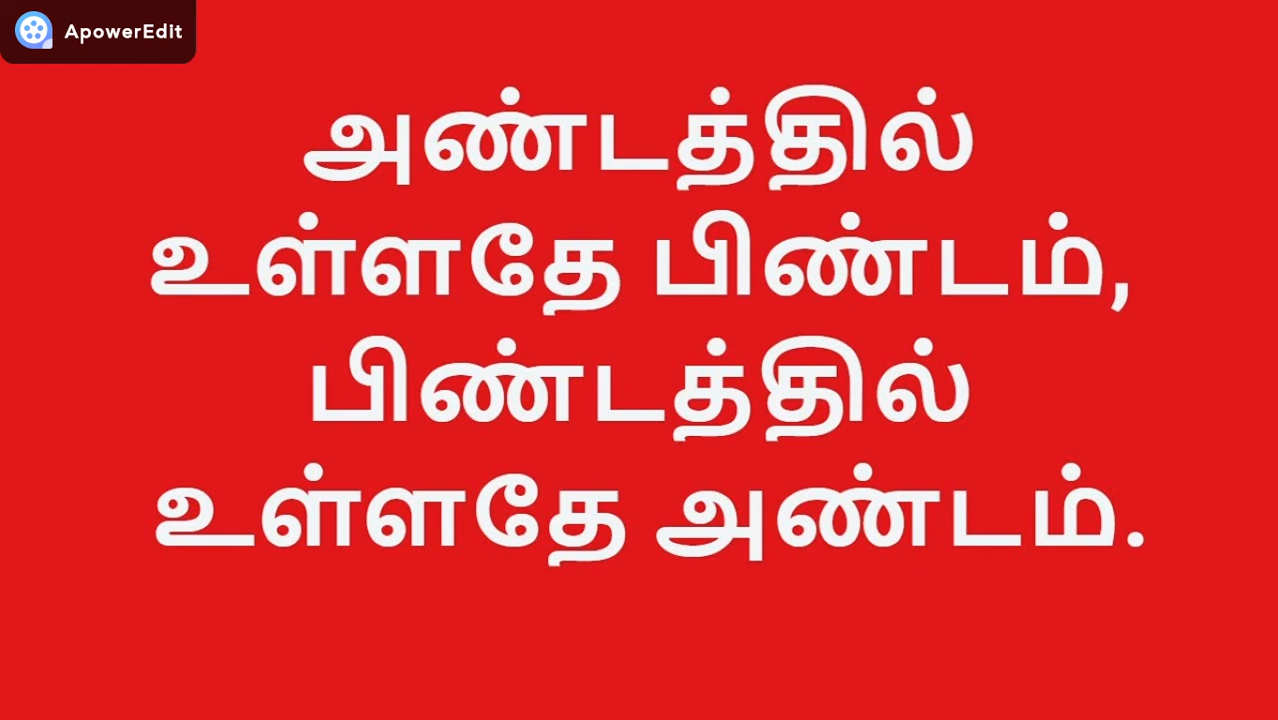 ApowerEdit
அண்டத்தில்
உள்ளதே பிண்டம்,
பிண்டத்தில்
உள்ளதே அண்டம்.